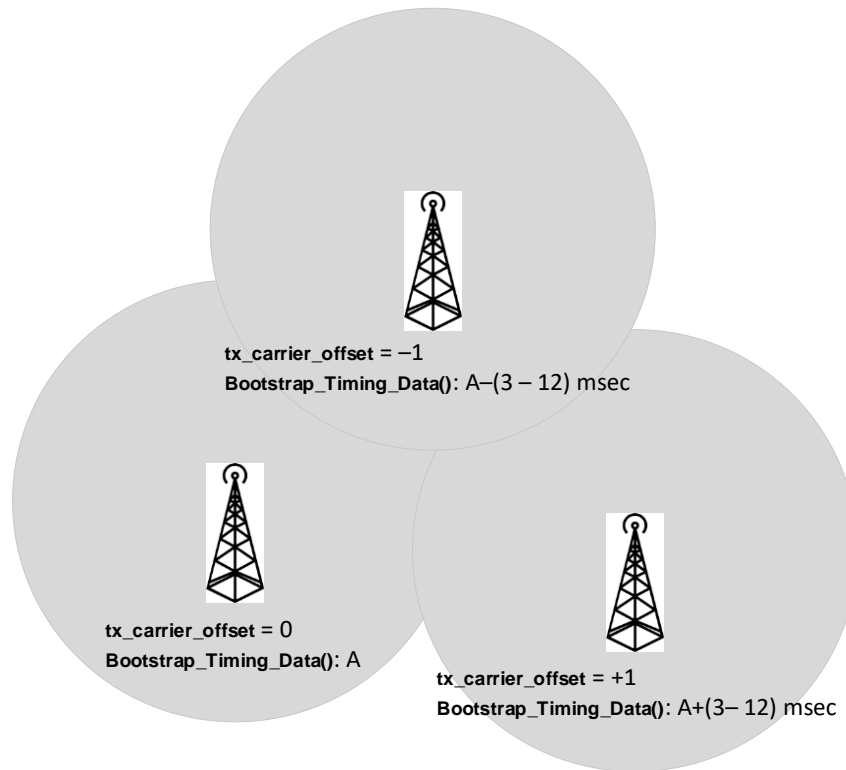 tx_carrier_offset = –1
Bootstrap_Timing_Data(): A–(3 – 12) msec
tx_carrier_offset = 0
Bootstrap_Timing_Data(): A
tx_carrier_offset = +1
Bootstrap_Timing_Data(): A+(3– 12) msec